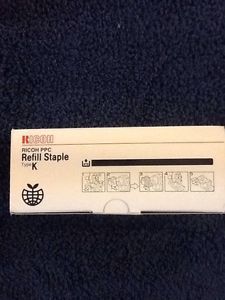 RICOH
RICOH PPC
Refill Staple
Type K